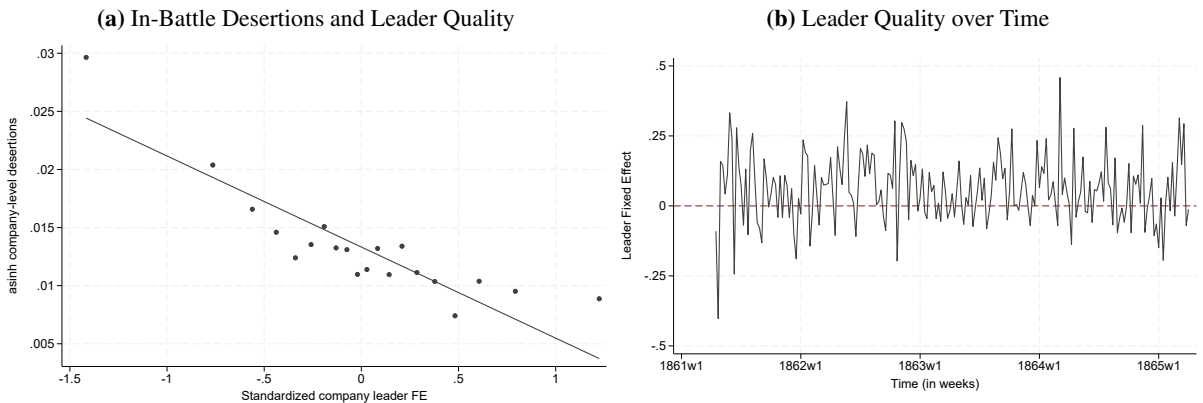 (a) In-Battle Desertions and Leader Quality
.03
.025
.02
.015
.01
.005
asinh company-level desertions
-1.5 -1 -.5 0 .5 1
Standardized company leader FE
(b) Leader Quality over Time
.5
.25
0
-.25
-.5
Leader Fixed Effect
1861w1 1862w1 1863w1 1864w1 1865w1
Time (in weeks)